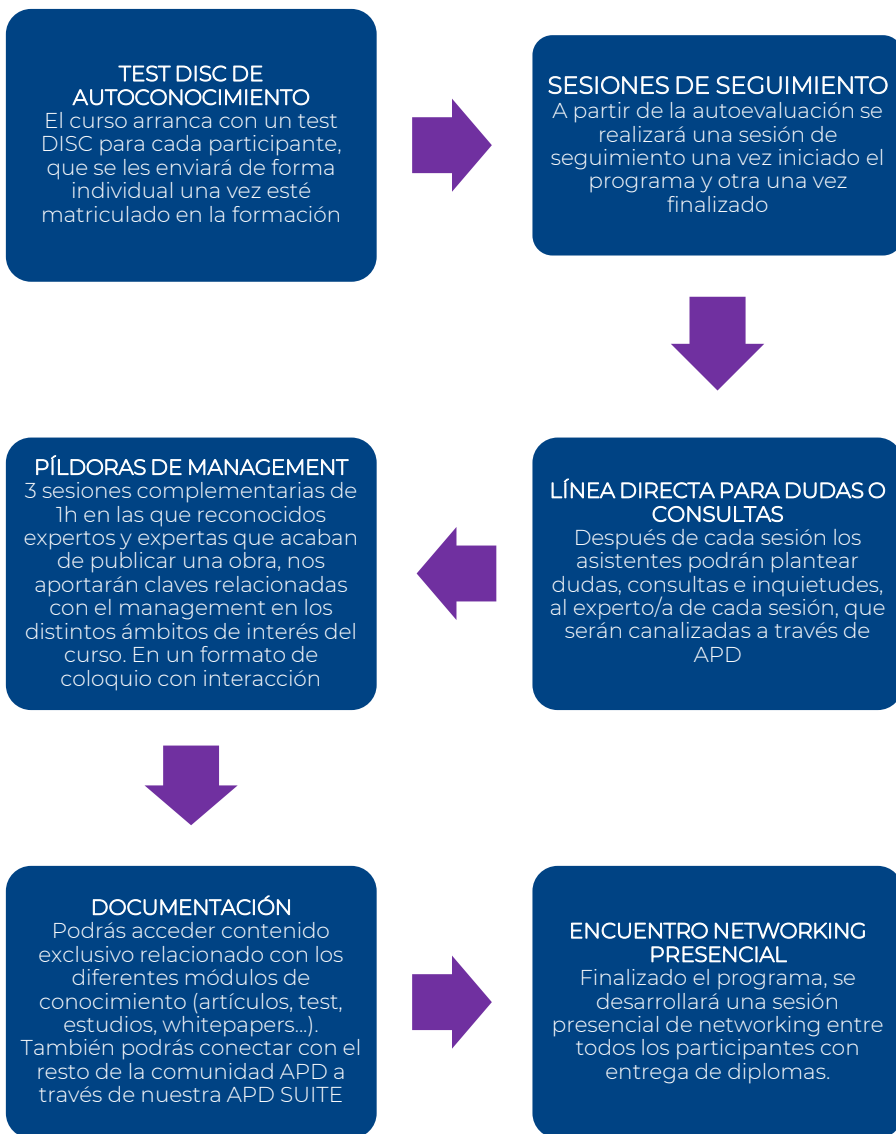 TEST DISC DE
AUTOCONOCIMIENTO
El curso arranca con un test
DISC para cada participante,
que se les enviará de forma
individual una vez esté
matriculado en la formación
SESIONES DE SEGUIMIENTO
A partir de la autoevaluación se
realizará una sesión de
seguimiento una vez iniciado el
programa y otra una vez
finalizado
LÍNEA DIRECTA PARA DUDAS O
CONSULTAS
Después de cada sesión los
asistentes podrán plantear
dudas, consultas e inquietudes,
al experto/a de cada sesión, que
serán canalizadas a través de
APD
PÍLDORAS DE MANAGEMENT
3 sesiones complementarias de
1h en las que reconocidos
expertos y expertas que acaban
de publicar una obra, nos
aportarán claves relacionadas
con el management en los
distintos ámbitos de interés del
curso. En un formato de
coloquio con interacción
DOCUMENTACIÓN
Podrás acceder contenido
exclusivo relacionado con los
diferentes módulos de
conocimiento (artículos, test,
estudios, whitepapers...).
También podrás conectar con el
resto de la comunidad APD a
través de nuestra APD SUITE
ENCUENTRO NETWORKING
PRESENCIAL
Finalizado el programa, se
desarrollará una sesión
presencial de networking entre
todos los participantes con
entrega de diplomas.